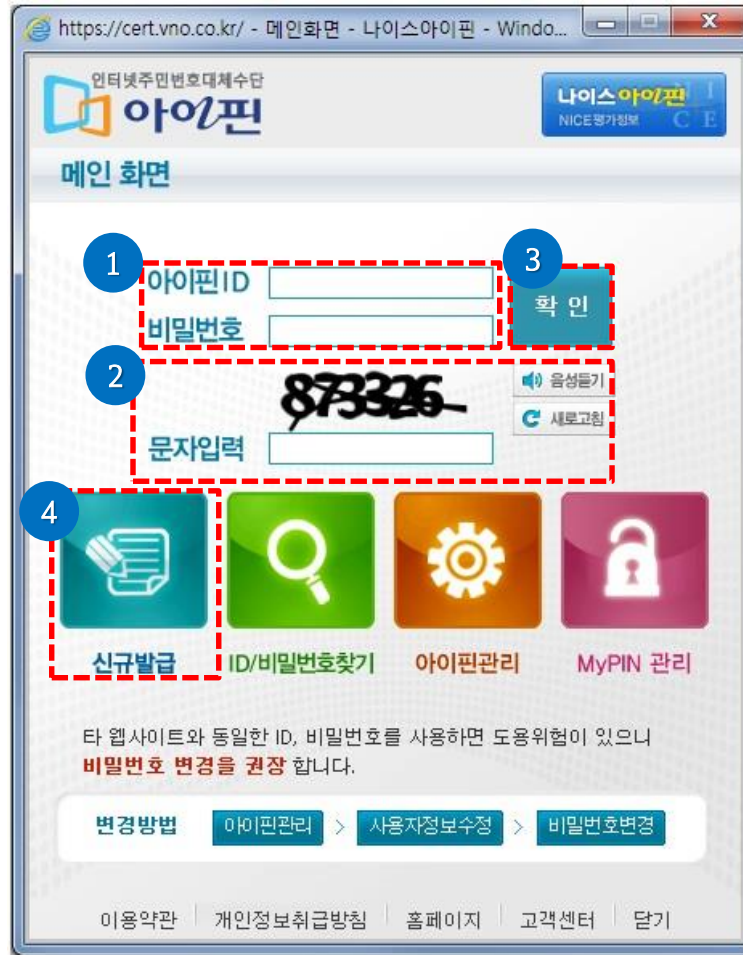 https://cert.vno.co.kr/ - 메인화면 - 나이스아이핀 - Windo...
인터넷주민번호대체수단
아이핀
나이스아이핀
NICE평가정보
NICE
메인 화면
1
아이핀ID
비밀번호
3
확 인
2
873326
음성듣기
새로고침
문자입력
4
신규발급
ID/비밀번호찾기
아이핀관리
MyPIN 관리
타 웹사이트와 동일한 ID, 비밀번호를 사용하면 도용위험이 있으니
비밀번호 변경을 권장 합니다.
변경방법 아이핀관리 > 사용자정보수정 > 비밀번호변경
이용약관 개인정보취급방침 홈페이지 고객센터 닫기